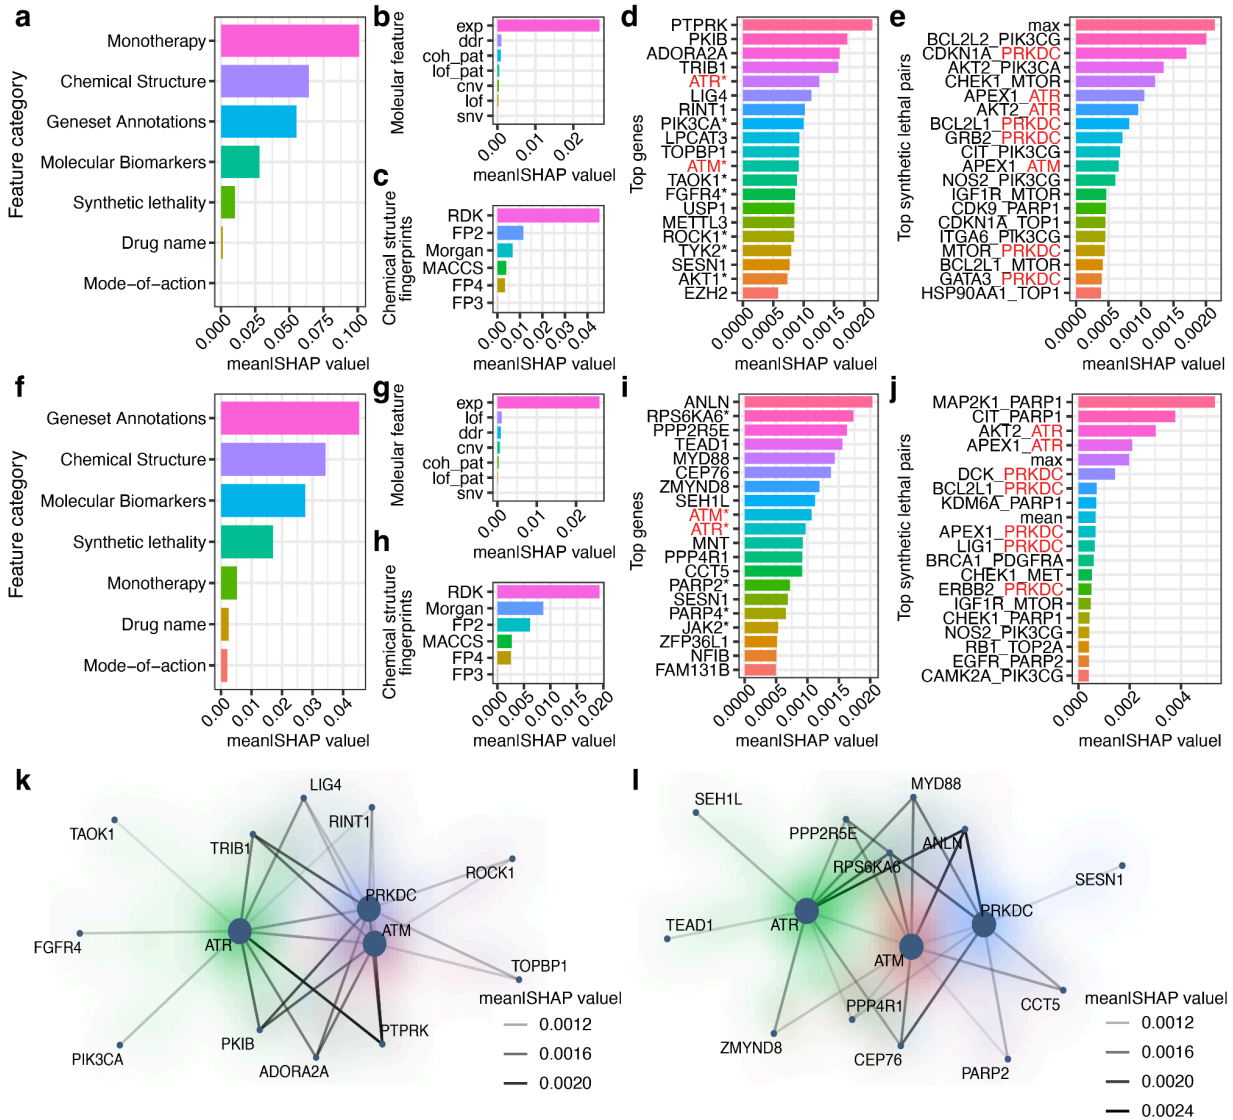 a
Feature category
Monotherapy
Chemical Structure
Geneset Annotations
Molecular Biomarkers
Synthetic lethality
Drug name
Mode−of−action
0.000
0.025
0.050
0.075
0.100
mean|SHAP value|
b
Moleular feature
exp
ddr
coh_pat
lof_pat
cnv
lof
snv
0.00
0.01
0.02
mean|SHAP value|
c
Chemical struture
fingerprints
RDK
FP2
Morgan
MACCS
FP4
FP3
0.00
0.01
0.02
0.03
0.04
mean|SHAP value|
d
Top genes
PTPRK
PKIB
ADORA2A
TRIB1
ATR*
LIG4
RINT1
PIK3CA*
LPCAT3
TOPBP1
ATM*
TAOK1*
FGFR4*
USP1
METTL3
ROCK1*
TYK2*
SESN1
AKT1*
EZH2
0.0000
0.0005
0.0010
0.0015
0.0020
mean|SHAP value|
e
Top synthetic lethal pairs
max
BCL2L2_PIK3CG
CDKN1A_PRKDC
AKT2_PIK3CA
CHEK1_MTOR
APEX1_ATR
AKT2_ATR
BCL2L1_PRKDC
GRB2_PRKDC
CIT_PIK3CG
APEX1_ATM
NOS2_PIK3CG
IGF1R_MTOR
CDK9_PARP1
CDKN1A_TOP1
ITGA6_PIK3CG
MTOR_PRKDC
BCL2L1_MTOR
GATA3_PRKDC
HSP90AA1_TOP1
0.0000
0.0005
0.0010
0.0015
0.0020
mean|SHAP value|
f
Feature category
Geneset Annotations
Chemical Structure
Molecular Biomarkers
Synthetic lethality
Monotherapy
Drug name
Mode−of−action
0.00
0.01
0.02
0.03
0.04
mean|SHAP value|
g
Moleular feature
exp
lof
ddr
cnv
coh_pat
lof_pat
snv
0.00
0.01
0.02
mean|SHAP value|
h
Chemical struture
fingerprints
RDK
Morgan
FP2
MACCS
FP4
FP3
0.000
0.005
0.010
0.015
0.020
mean|SHAP value|
i
Top genes
ANLN
RPS6KA6*
PPP2R5E
TEAD1
MYD88
CEP76
ZMYND8
SEH1L
ATM*
ATR*
MNT
PPP4R1
CCT5
PARP2*
SESN1
PARP4*
JAK2*
ZFP36L1
NFIB
FAM131B
0.0000
0.0005
0.0010
0.0015
0.0020
mean|SHAP value|
j
Top synthetic lethal pairs
MAP2K1_PARP1
CIT_PARP1
AKT2_ATR
APEX1_ATR
max
DCK_PRKDC
BCL2L1_PRKDC
KDM6A_PARP1
mean
APEX1_PRKDC
LIG1_PRKDC
BRCA1_PDGFRA
CHEK1_MET
ERBB2_PRKDC
IGF1R_MTOR
CHEK1_PARP1
NOS2_PIK3CG
RB1_TOP2A
EGFR_PARP2
CAMK2A_PIK3CG
0.000
0.002
0.004
mean|SHAP value|
k
LIG4
TAOK1
RINT1
TRIB1
ROCK1
PRKDC
ATM
ATR
FGFR4
TOPBP1
PTPRK
PKIB
PIK3CA
ADORA2A
mean|SHAP value|
0.0012
0.0016
0.0020
l
MYD88
SEH1L
PPP2R5E
ANLN
RPS6KA6
SESN1
PRKDC
TEAD1
ATR
ATM
CCT5
PPP4R1
ZMYND8
CEP76
PARP2
mean|SHAP value|
0.0012
0.0016
0.0020
0.0024